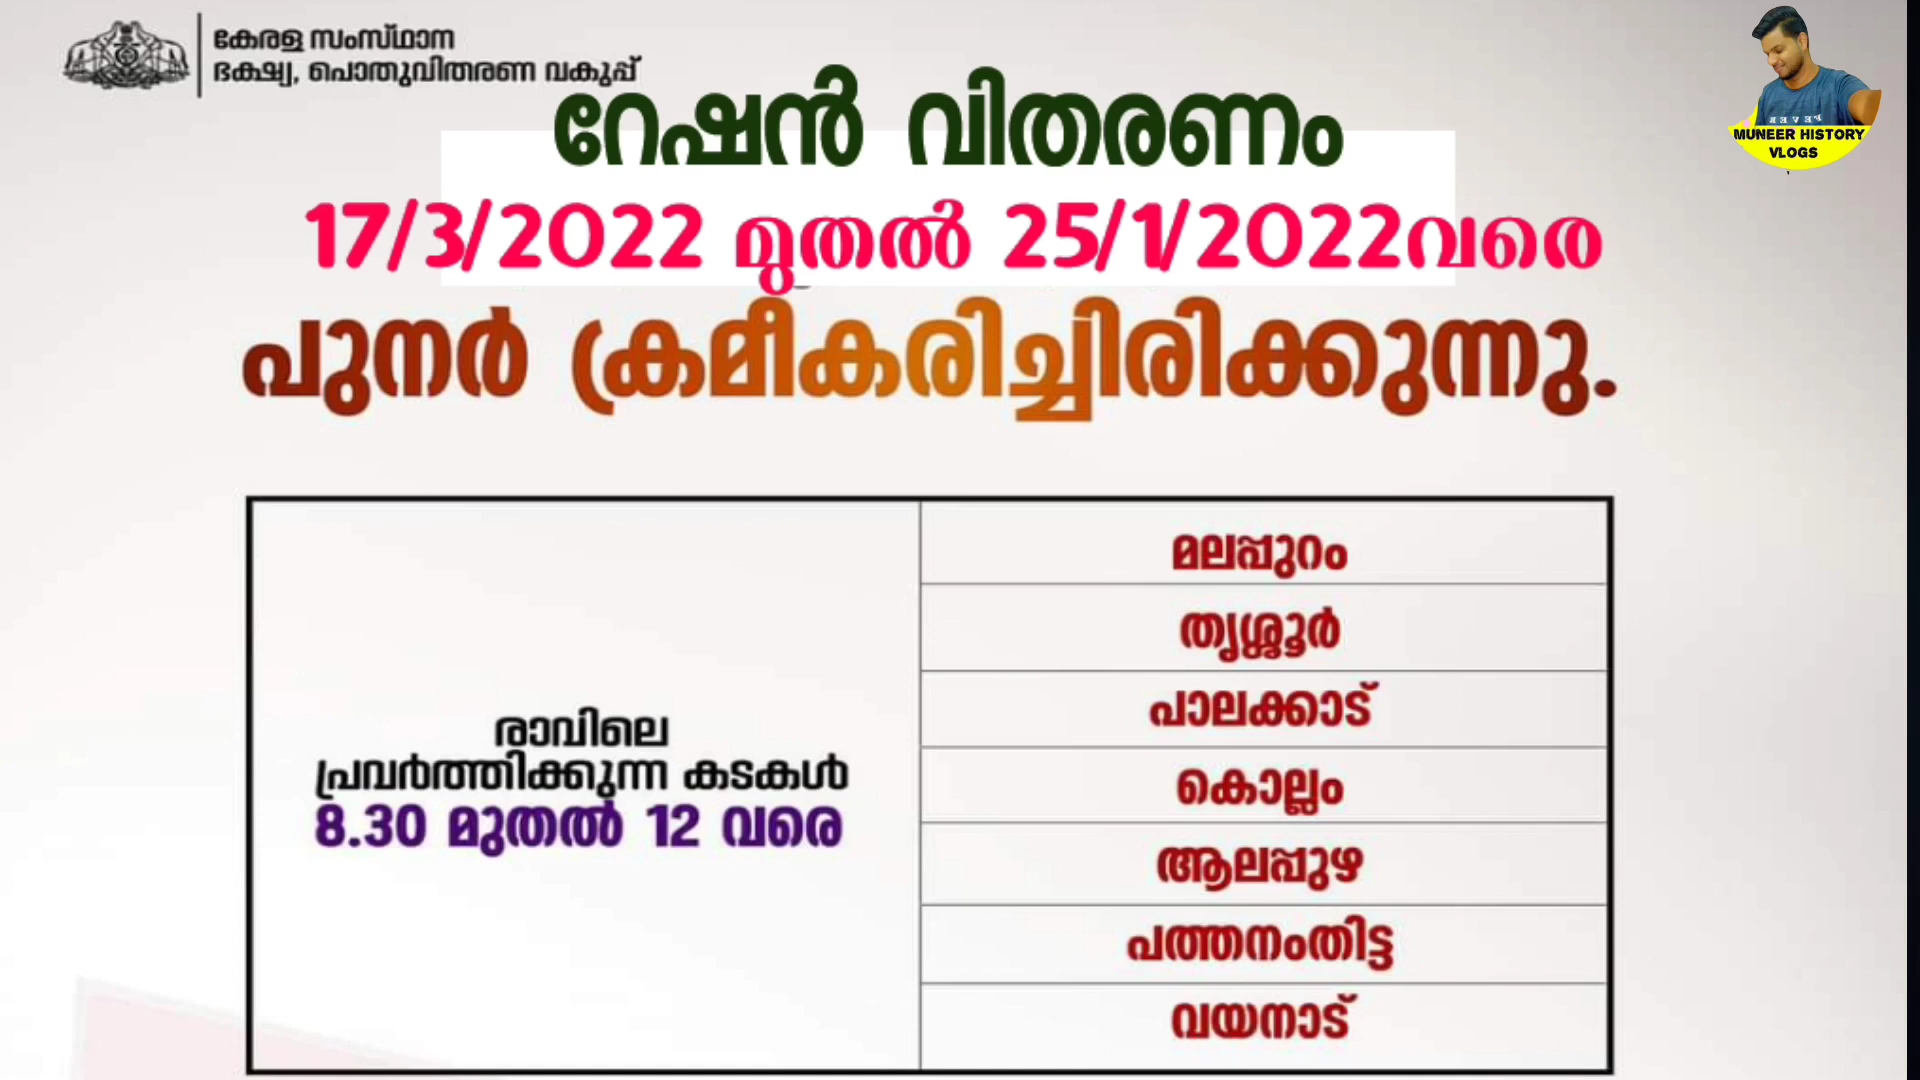 കേരള സംസ്ഥാന
ഭക്ഷ്യ, പൊതുവിതരണ വകുപ്പ്
റേഷൻ വിതരണം
17/3/2022 മുതൽ 25/1/2022വരെ
പുനർ ക്രമീകരിച്ചിരിക്കുന്നു.
രാവിലെ
പ്രവർത്തിക്കുന്ന കടകൾ
8.30 മുതൽ 12 വരെ
മലപ്പുറം
തൃശ്ശൂർ
പാലക്കാട്
കൊല്ലം
ആലപ്പുഴ
പത്തനംതിട്ട
വയനാട്
MUNEER HISTORY
VLOGS